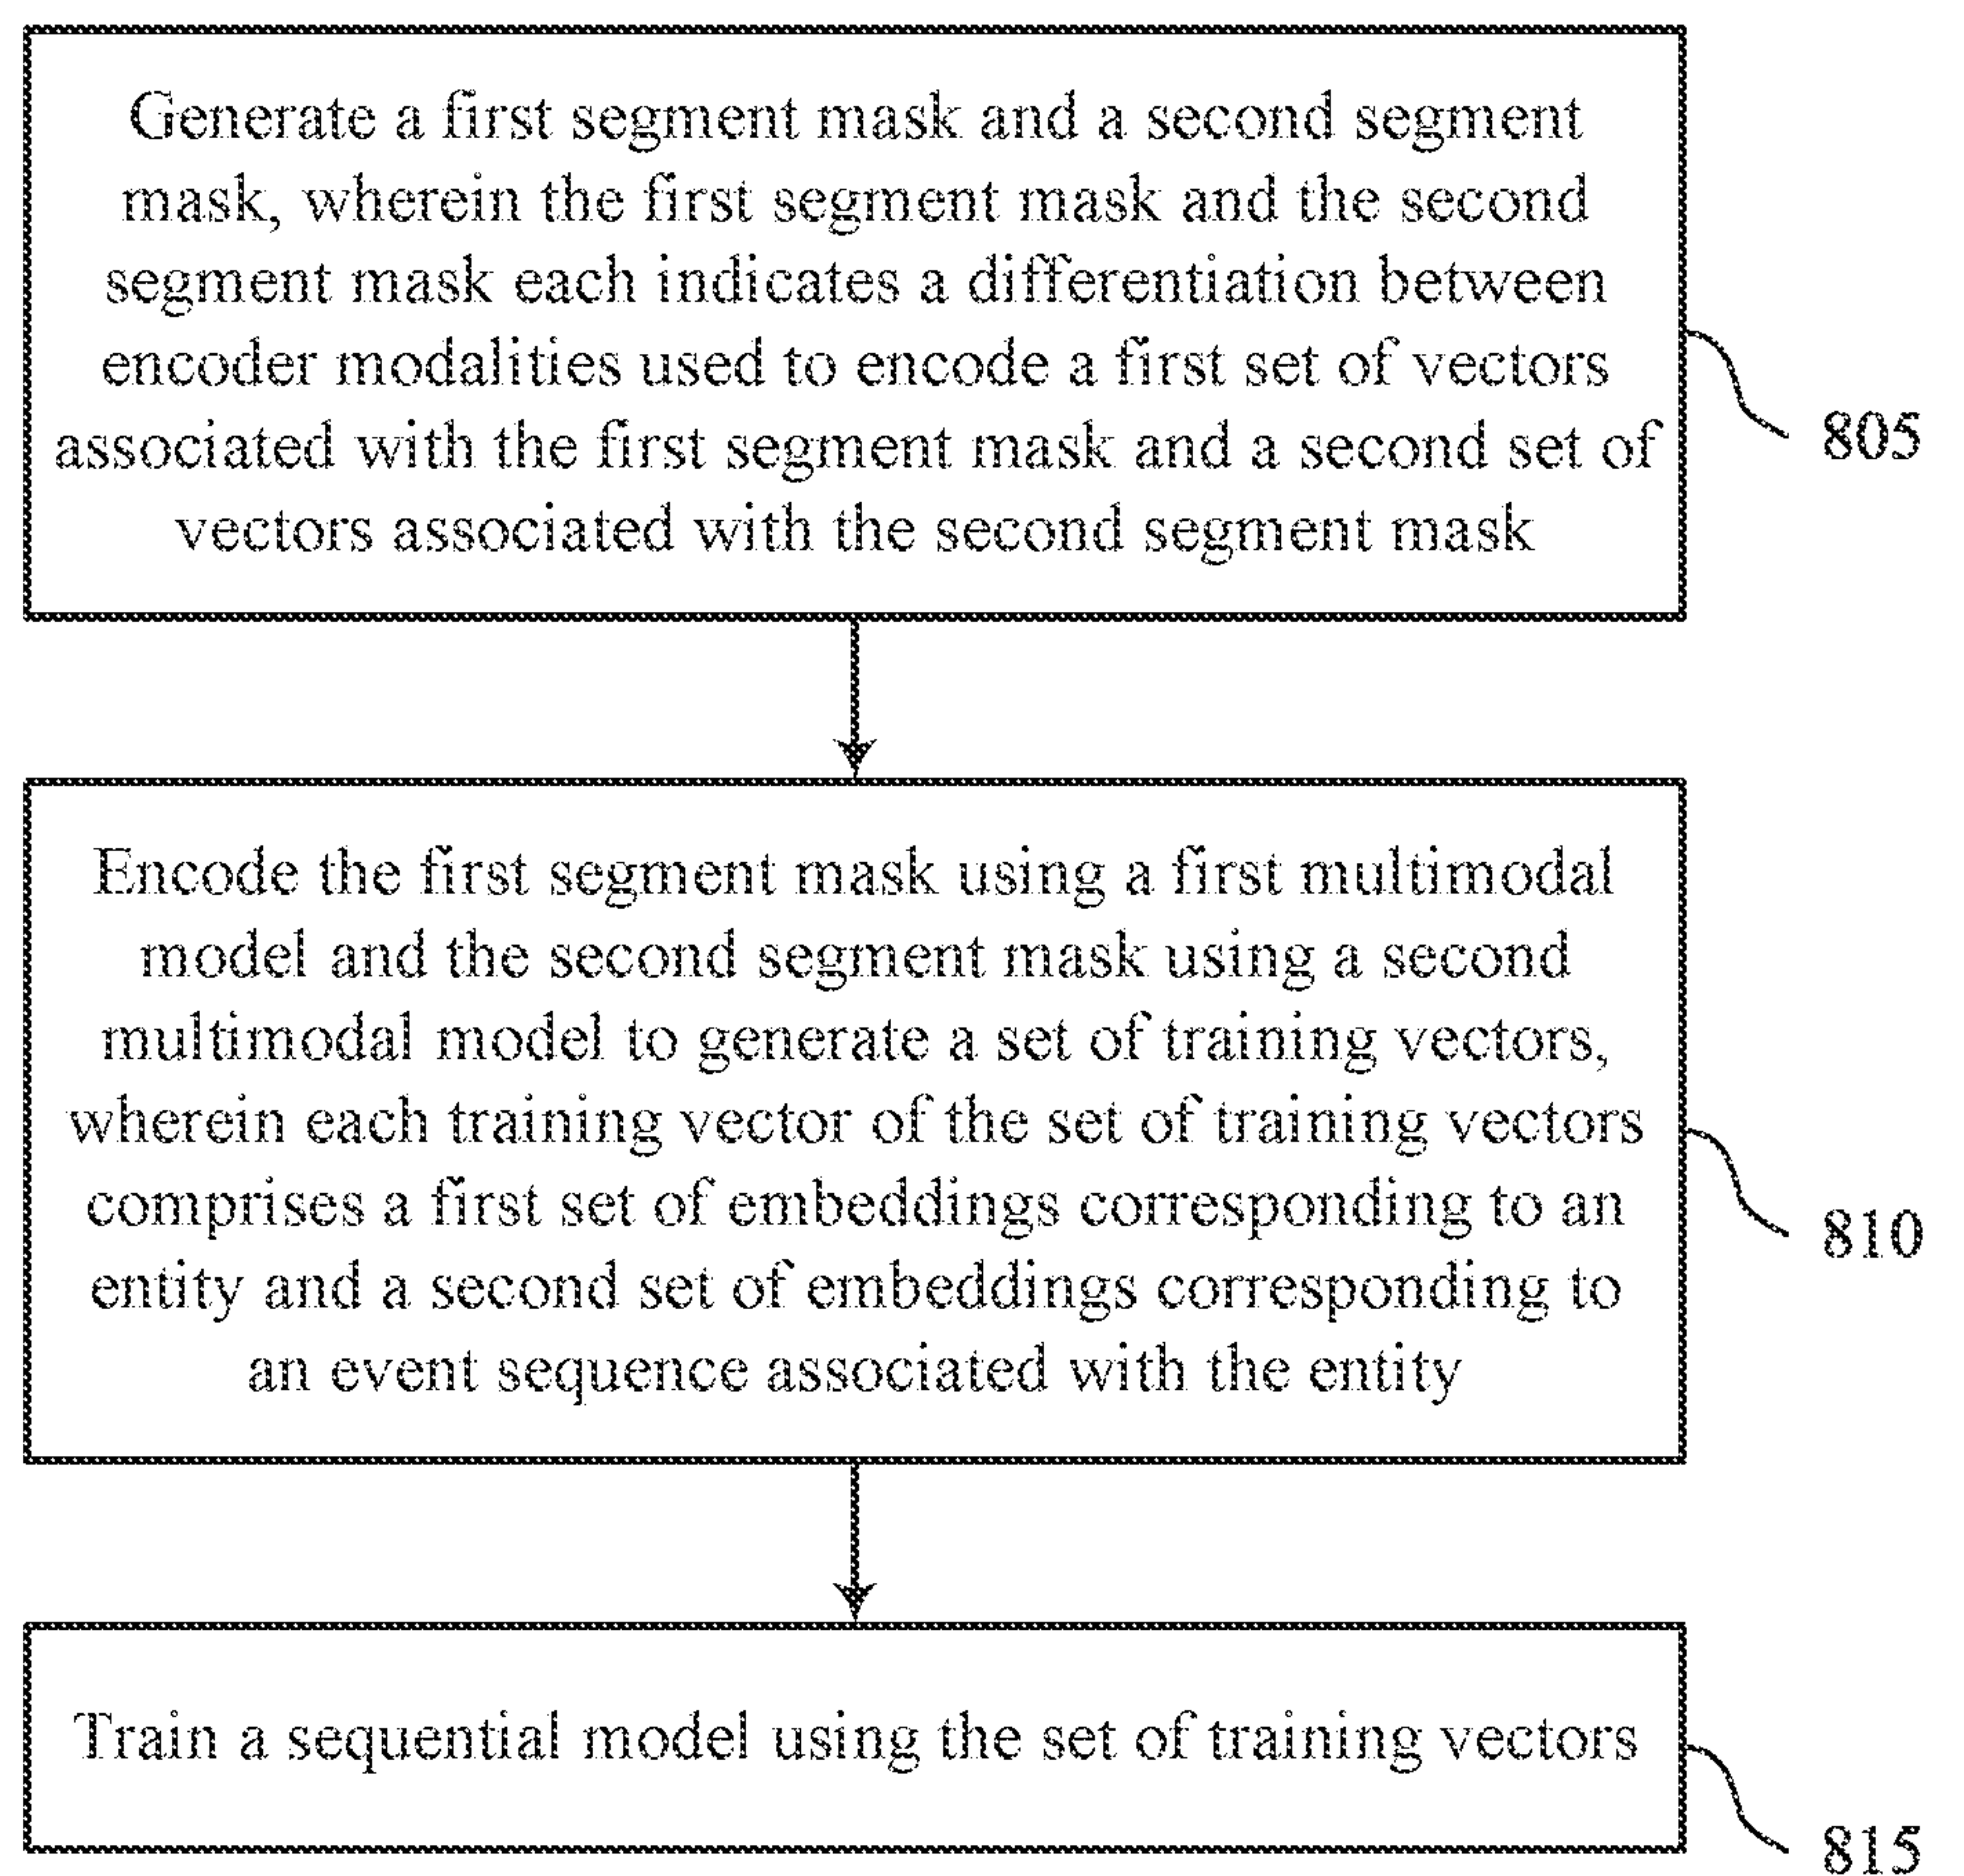 Generate a first segment mask and a second segment
mask, wherein the first segment mask and the second
segment mask each indicates a differentiation between
encoder modalities used to encode a first set of vectors
associated with the first segment mask and a second set of
vectors associated with the second segment mask
805
Encode the first segment mask using a first multimodal
model and the second segment mask using a second
multimodal model to generate a set of training vectors,
wherein each training vector of the set of training vectors
comprises a first set of embeddings corresponding to an
entity and a second set of embeddings corresponding to
an event sequence associated with the entity
810
Train a sequential model using the set of training vectors
815